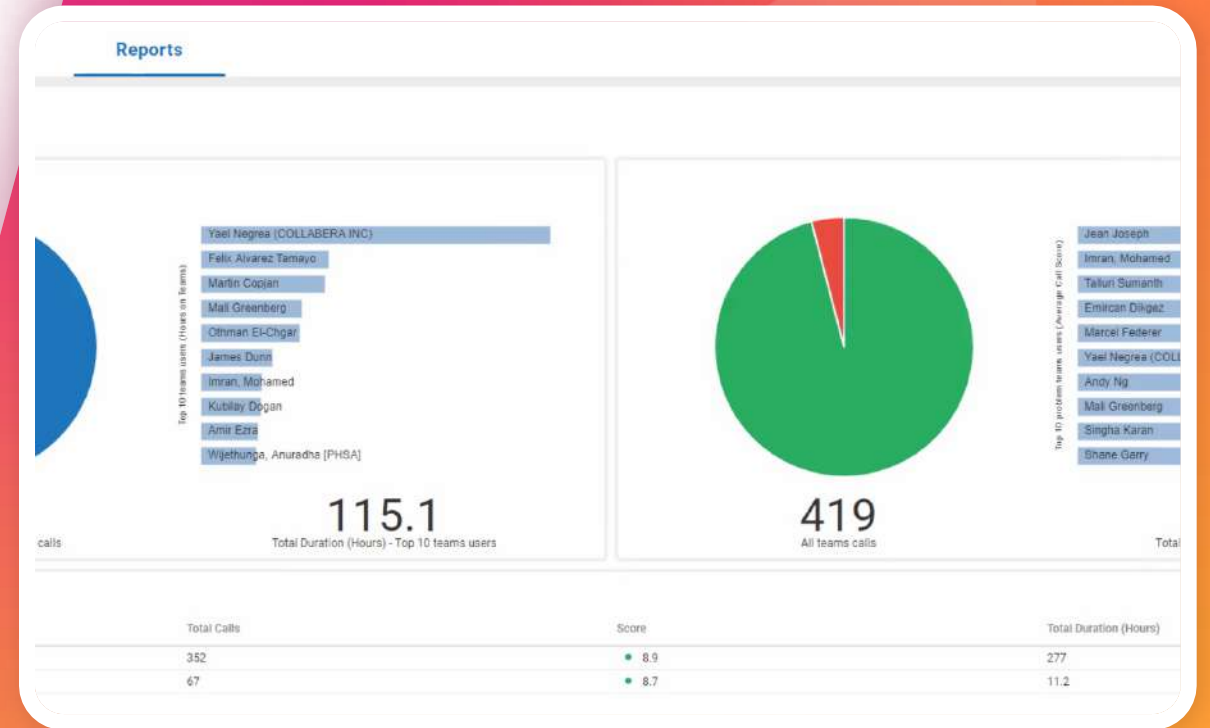 Reports
Top 10 teams users (Hours on Teams)
Yael Negrea (COLLABERA INC)
Felix Alvarez Tamayo
Martin Copjan
Mali Greenberg
Othman El-Chgar
James Dunn
Imran, Mohamed
Kubilay Dogan
Amir Ezra
Wijethunga, Anuradha [PHSA]
calls
115.1
Total Duration (Hours) - Top 10 teams users
419
All teams calls
Top 10 problem teams users (Average Call Score)
Jean Joseph
Imran, Mohamed
Talluri Sumanth
Emircan Dikgez
Marcel Federer
Yael Negrea (COLL
Andy Ng
Mali Greenberg
Singha Karan
Shane Garry
Total
Total Calls Score Total Duration (Hours)
352 8.9 277
67 8.7 11.2